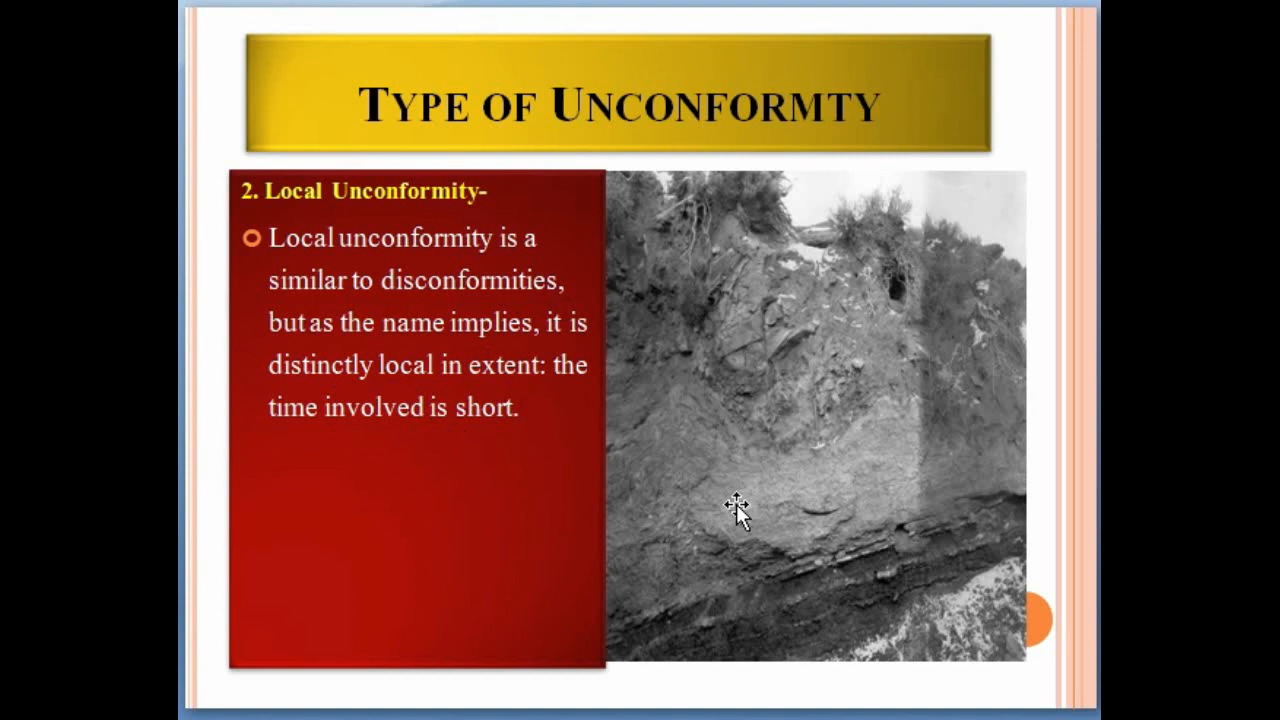 TYPE OF UNCONFORMTY
2. Local Unconformity-
Local unconformity is a
similar to disconformities,
but as the name implies, it is
distinctly local in extent: the
time involved is short.